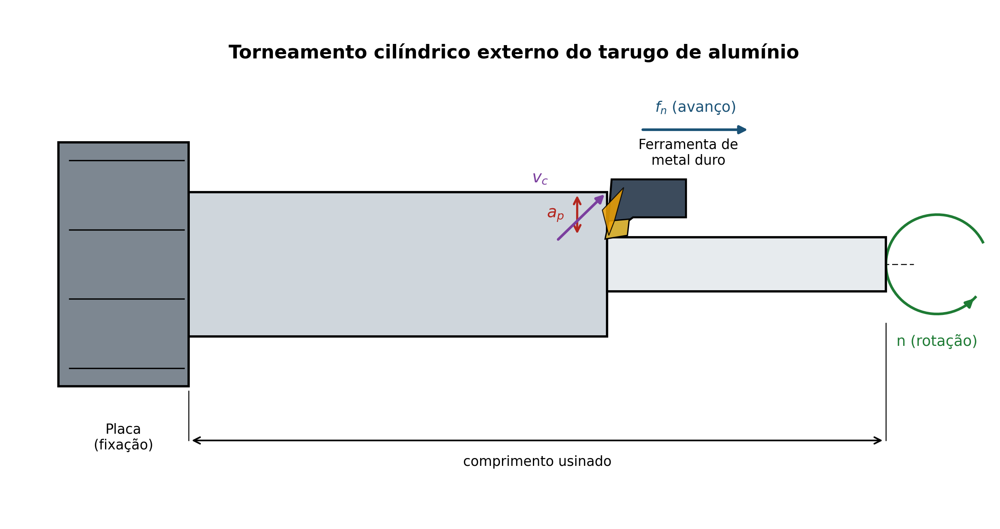 Torneamento cilíndrico externo do tarugo de alumínio
fn (avanço)
Ferramenta de
metal duro
vc
ap
n (rotação)
Placa
(fixação)
comprimento usinado